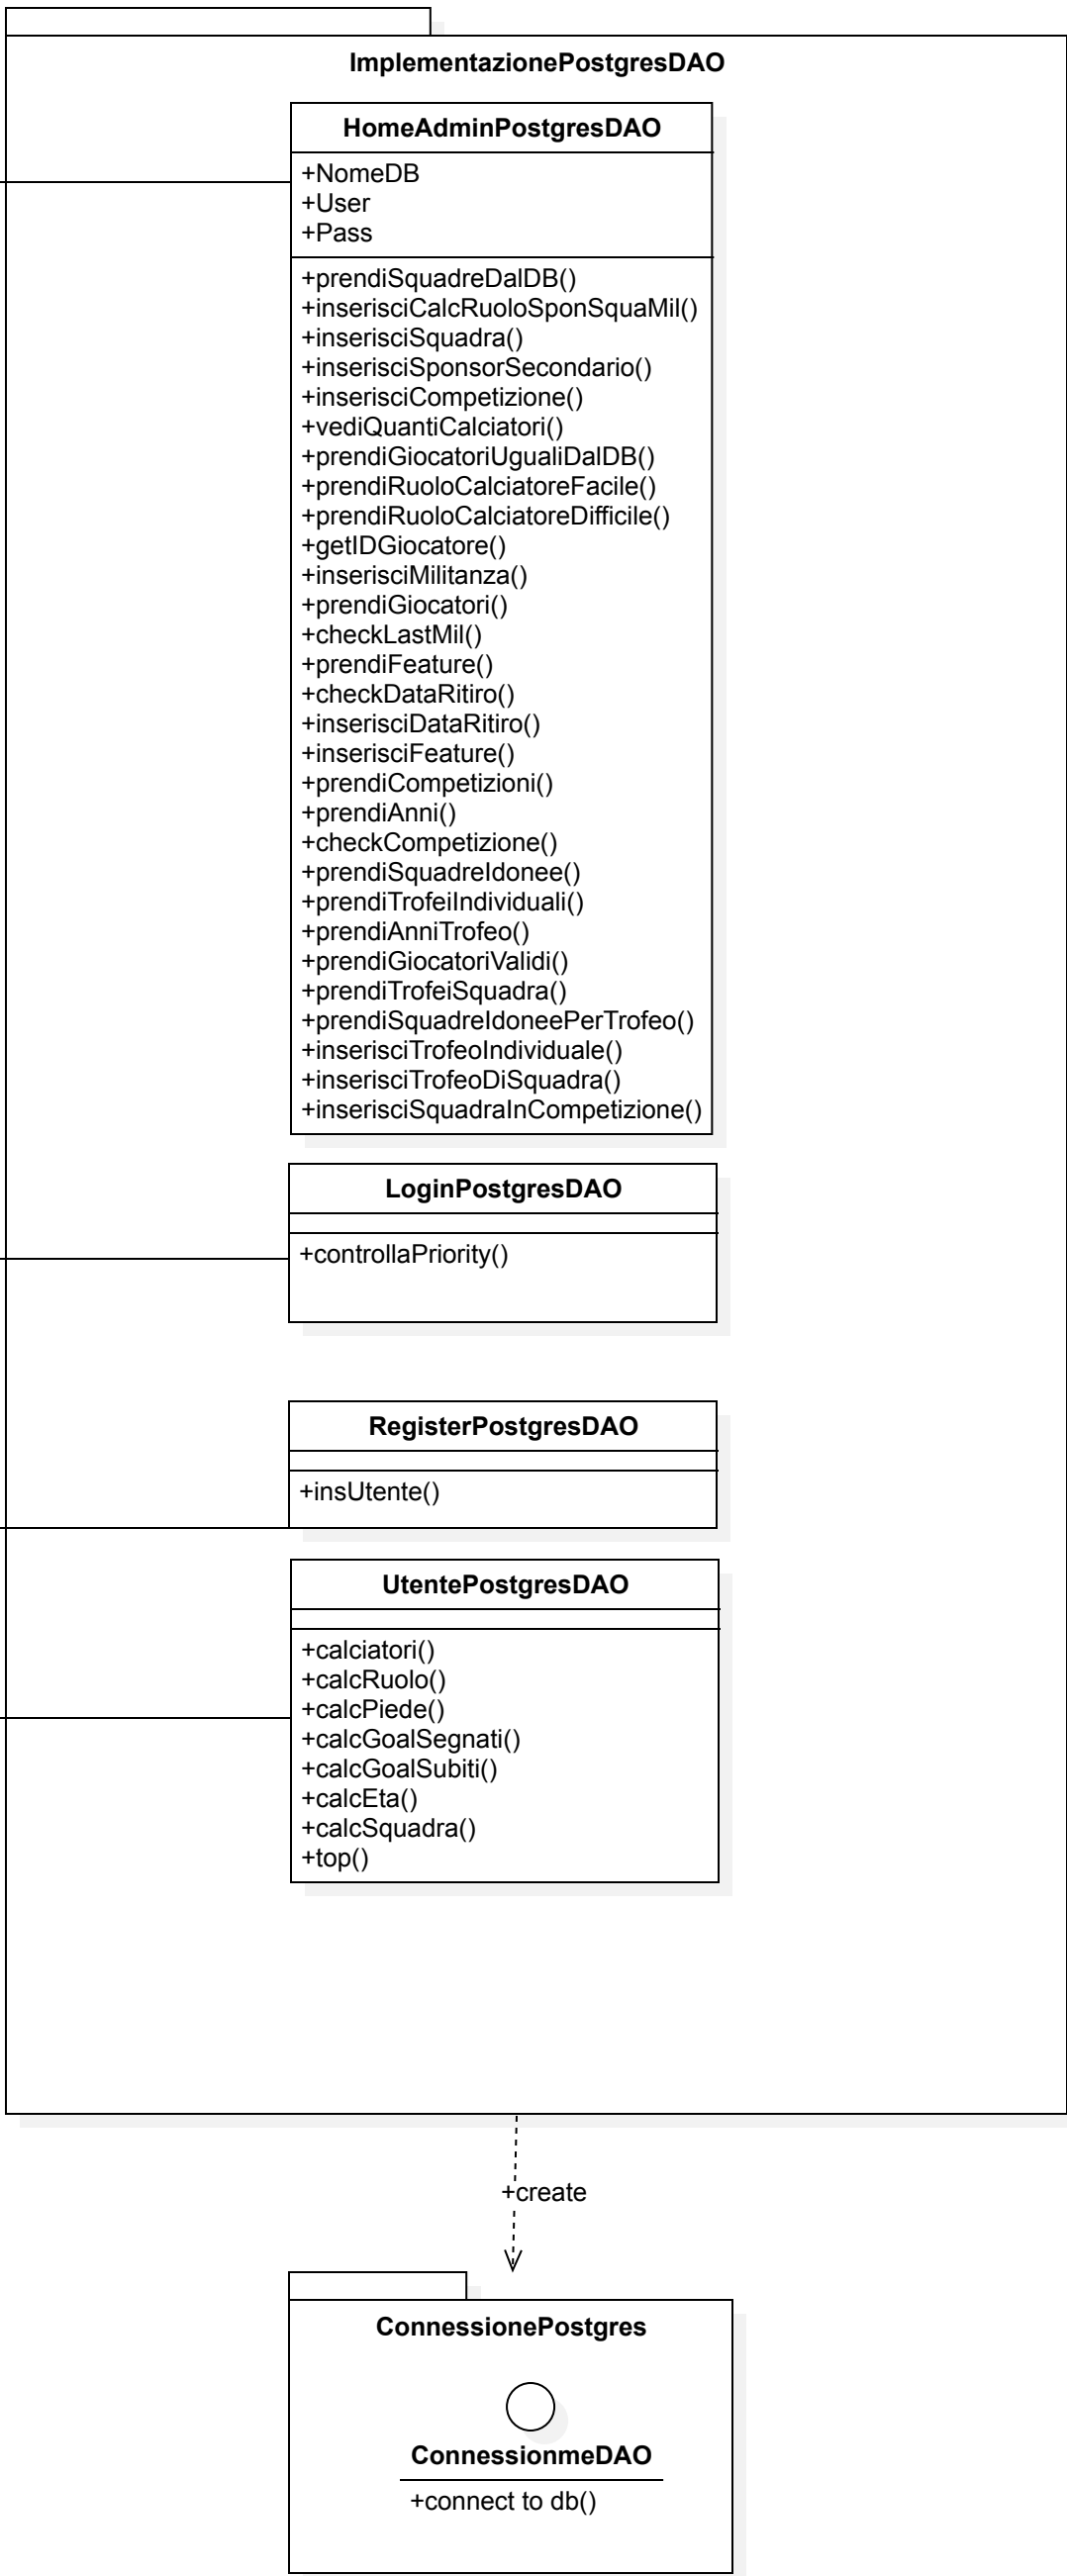 ImplementazionePostgresDAO
HomeAdminPostgresDAO
+NomeDB
+User
+Pass
+prendiSquadreDalDB()
+inserisciCalcRuoloSponSquaMil()
+inserisciSquadra()
+inserisciSponsorSecondario()
+inserisciCompetizione()
+vediQuantiCalciatori()
+prendiGiocatoriUgualiDalDB()
+prendiRuoloCalciatoreFacile()
+prendiRuoloCalciatoreDifficile()
+getIDGiocatore()
+inserisciMilitanza()
+prendiGiocatori()
+checkLastMil()
+prendiFeature()
+checkDataRitiro()
+inserisciDataRitiro()
+inserisciFeature()
+prendiCompetizioni()
+prendiAnni()
+checkCompetizione()
+prendiSquadreIdonee()
+prendiTrofeiIndividuali()
+prendiAnniTrofeo()
+prendiGiocatoriValidi()
+prendiTrofeiSquadra()
+prendiSquadreIdoneePerTrofeo()
+inserisciTrofeoIndividuale()
+inserisciTrofeoDiSquadra()
+inserisciSquadraInCompetizione()
LoginPostgresDAO
+controllaPriority()
RegisterPostgresDAO
+insUtente()
UtentePostgresDAO
+calciatori()
+calcRuolo()
+calcPiede()
+calcGoalSegnati()
+calcGoalSubiti()
+calcEta()
+calcSquadra()
+top()
+create
ConnessionePostgres
ConnessionmeDAO
+connect to db()